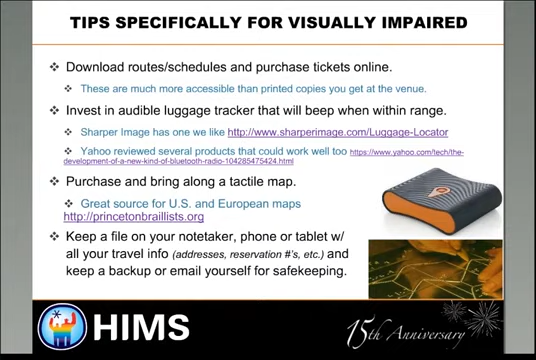 TIPS SPECIFICALLY FOR VISUALLY IMPAIRED
Download routes/schedules and purchase tickets online.
These are much more accessible than printed copies you get at the venue.
Invest in audible luggage tracker that will beep when within range.
Sharper Image has one we like http://www.sharperimage.com/Luggage-Locator
Yahoo reviewed several products that could work well too https://www.yahoo.com/tech/the-
development-of-a-new-kind-of-bluetooth-radio-104285475424.html
Purchase and bring along a tactile map.
Great source for U.S. and European maps
http://princetonbraillists.org
Keep a file on your notetaker, phone or tablet w/
all your travel info (addresses, reservation #'s, etc.) and
keep a backup or email yourself for safekeeping.
HIMS
15th Anniversary